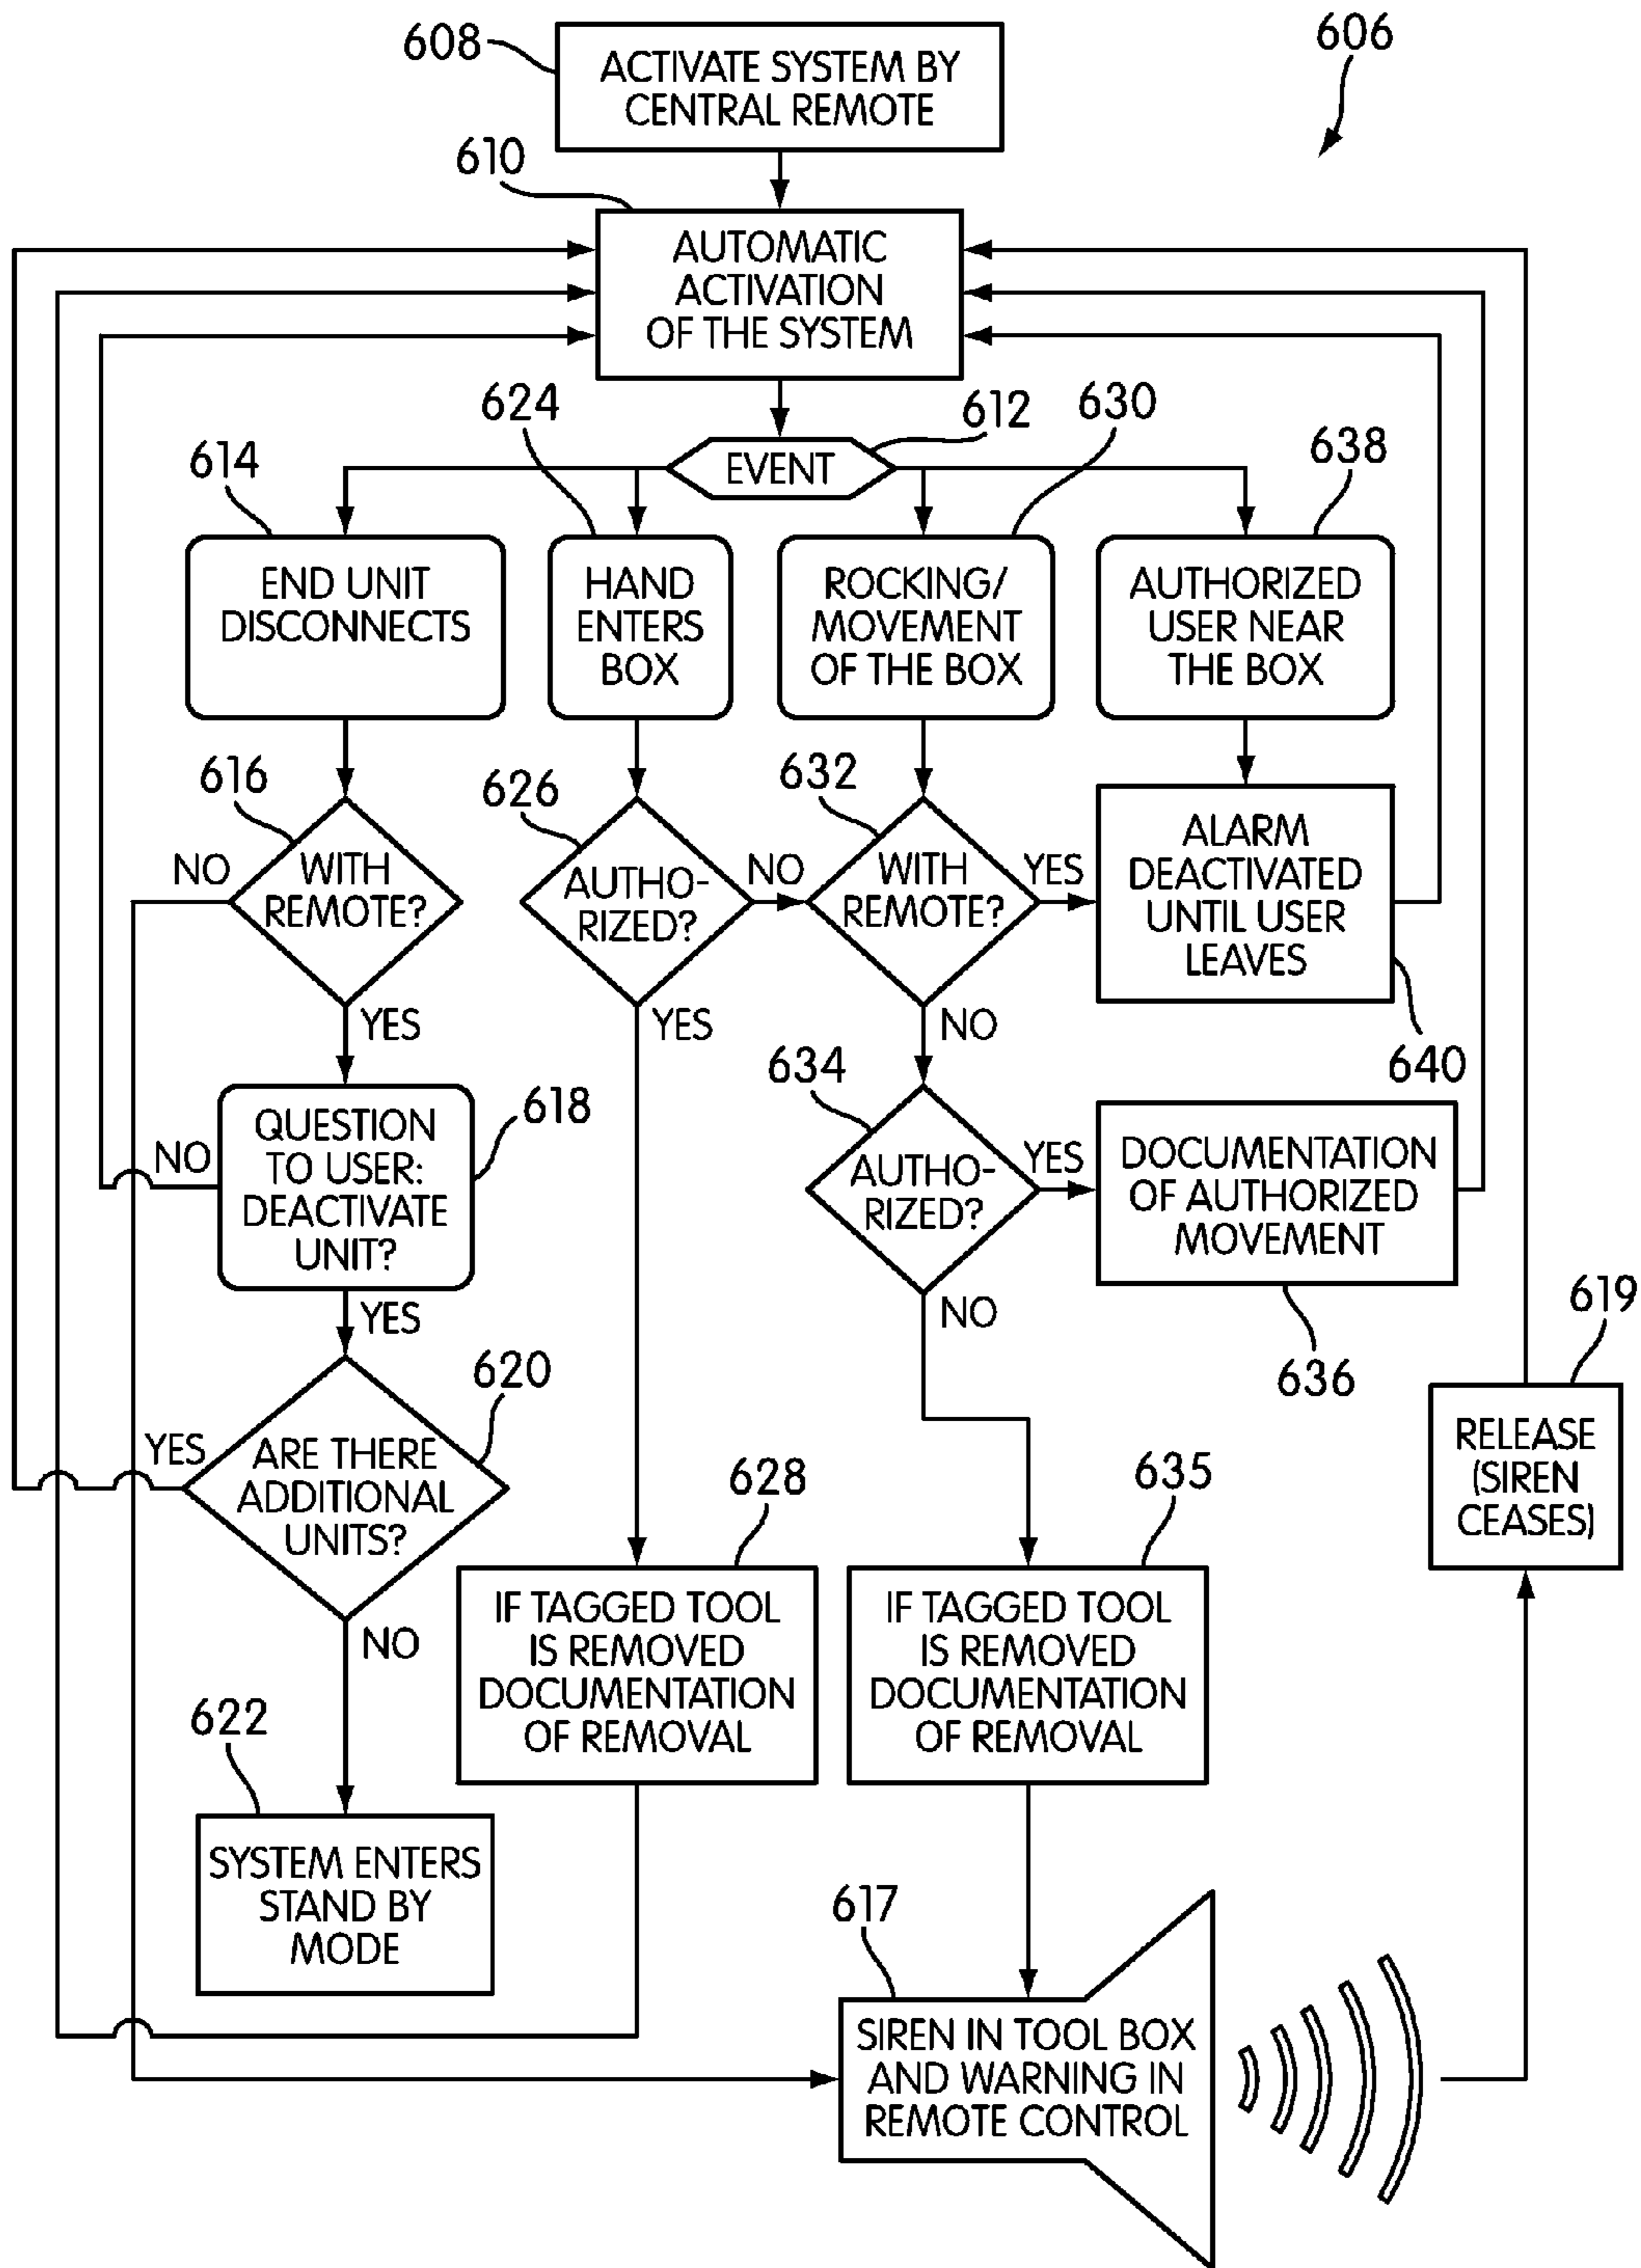 608
ACTIVATE SYSTEM BY
CENTRAL REMOTE
606
610
AUTOMATIC
ACTIVATION
OF THE SYSTEM
612
EVENT
614
END UNIT
DISCONNECTS
624
HAND
ENTERS
BOX
630
ROCKING/
MOVEMENT
OF THE BOX
638
AUTHORIZED
USER NEAR
THE BOX
616
WITH
REMOTE?
NO
YES
626
AUTHO-
RIZED?
NO
YES
632
WITH
REMOTE?
YES
NO
ALARM
DEACTIVATED
UNTIL USER
LEAVES
640
618
QUESTION
TO USER:
DEACTIVATE
UNIT?
NO
YES
634
AUTHO-
RIZED?
YES
NO
DOCUMENTATION
OF AUTHORIZED
MOVEMENT
636
619
RELEASE
(SIREN
CEASES)
620
ARE THERE
ADDITIONAL
UNITS?
YES
NO
628
IF TAGGED TOOL
IS REMOVED
DOCUMENTATION
OF REMOVAL
635
IF TAGGED TOOL
IS REMOVED
DOCUMENTATION
OF REMOVAL
622
SYSTEM ENTERS
STAND BY
MODE
617
SIREN IN TOOL BOX
AND WARNING IN
REMOTE CONTROL